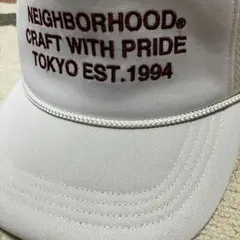 NEIGHBORHOOD®
CRAFT WITH PRIDE
TOKYO EST.1994